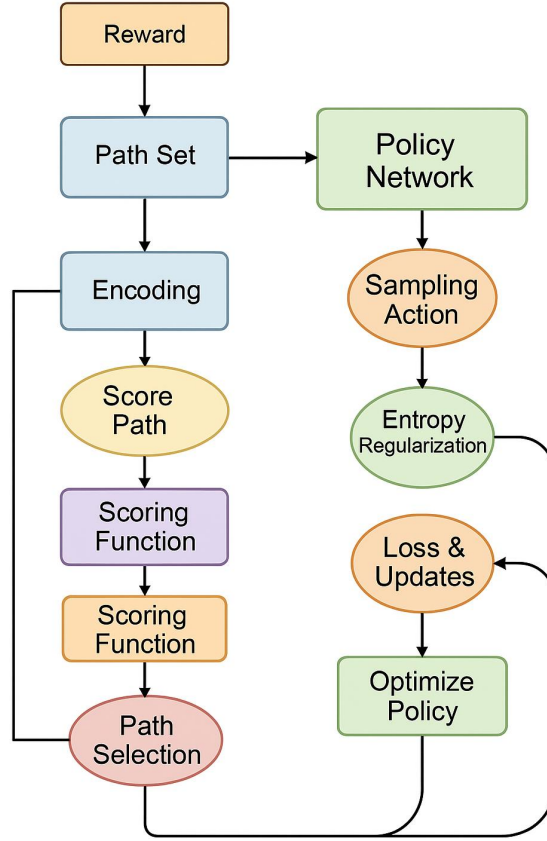 Reward
Path Set
Policy
Network
Encoding
Sampling
Action
Score
Path
Entropy
Regularization
Scoring
Function
Loss &
Updates
Scoring
Function
Optimize
Policy
Path
Selection